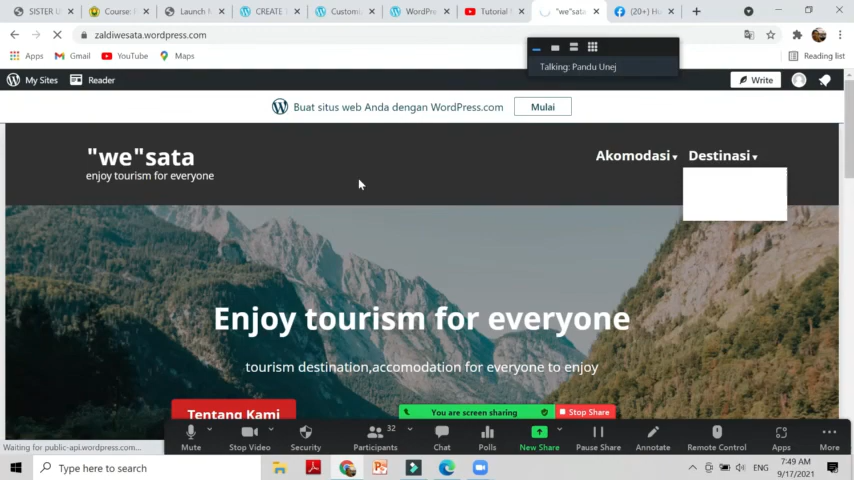 SISTER U
Course: F
Launch F
CREATE
Customi
WordPre
Tutorial F
"we"sata
(20+) Hu
zaldiwesata.wordpress.com
Apps
Gmail
YouTube
Maps
Reading list
Talking: Pandu Unej
My Sites
Reader
Write
Buat situs web Anda dengan WordPress.com
Mulai
"we"sata
enjoy tourism for everyone
Akomodasi
Destinasi
Enjoy tourism for everyone
tourism destination,accomodation for everyone to enjoy
Tentang Kami
You are screen sharing
Stop Share
32
Mute
Stop Video
Security
Participants
Chat
Polls
New Share
Pause Share
Annotate
Remote Control
Apps
More
Waiting for public-api.wordpress.com...
Type here to search
ENG
7:49 AM
9/17/2021